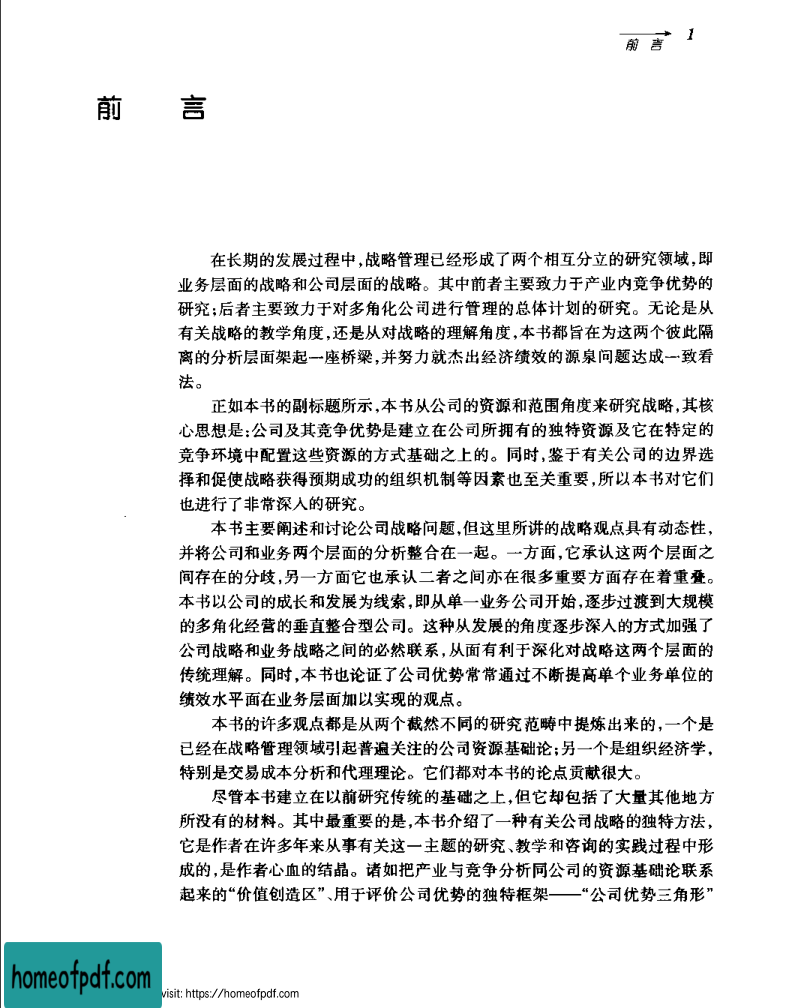 前 言 1
前 言
在长期的发展过程中,战略管理已经形成了两个相互分立的研究领域,即
业务层面的战略和公司层面的战略。其中前者主要致力于产业内竞争优势的
研究;后者主要致力于对多角化公司进行管理的总体计划的研究。无论是从
有关战略的教学角度,还是从对战略的理解角度,本书都旨在为这两个彼此隔
离的分析层面架起一座桥梁,并努力就杰出经济绩效的源泉问题达成一致看
法。
正如本书的副标题所示,本书从公司的资源和范围角度来研究战略,其核
心思想是:公司及其竞争优势是建立在公司所拥有的独特资源及它在特定的
竞争环境中配置这些资源的方式基础之上的。同时,鉴于有关公司的边界选
择和促使战略获得预期成功的组织机制等因素也至关重要,所以本书对它们
也进行了非常深入的研究。
本书主要阐述和讨论公司战略问题,但这里所讲的战略观点具有动态性,
并将公司和业务两个层面的分析整合在一起。一方面,它承认这两个层面之
间存在的分歧,另一方面它也承认二者之间亦在很多重要方面存在着重叠。
本书以公司的成长和发展为线索,即从单一业务公司开始,逐步过渡到大规模
的多角化经营的垂直整合型公司。这种从发展的角度逐步深入的方式加强了
公司战略和业务战略之间的必然联系,从而有利于深化对战略这两个层面的
传统理解。同时,本书也论证了公司优势常常通过不断提高单个业务单位的
绩效水平面在业务层面加以实现的观点。
本书的许多观点都是从两个截然不同的研究范畴中提炼出来的,一个是
已经在战略管理领域引起普遍关注的公司资源基础论;另一个是组织经济学,
特别是交易成本分析和代理理论。它们都对本书的论点贡献很大。
尽管本书建立在以前研究传统的基础之上,但它却包括了大量其他地方
所没有的材料。其中最重要的是,本书介绍了一种有关公司战略的独特方法,
它是作者在许多年来从事有关这一主题的研究、教学和咨询的实践过程中形
成的,是作者心血的结晶。诸如把产业与竞争分析同公司的资源基础论联系
起来的“价值创造区”、用于评价公司优势的独特框架——“公司优势三角形”
homeofpdf.com
visit: https://homeofpdf.com